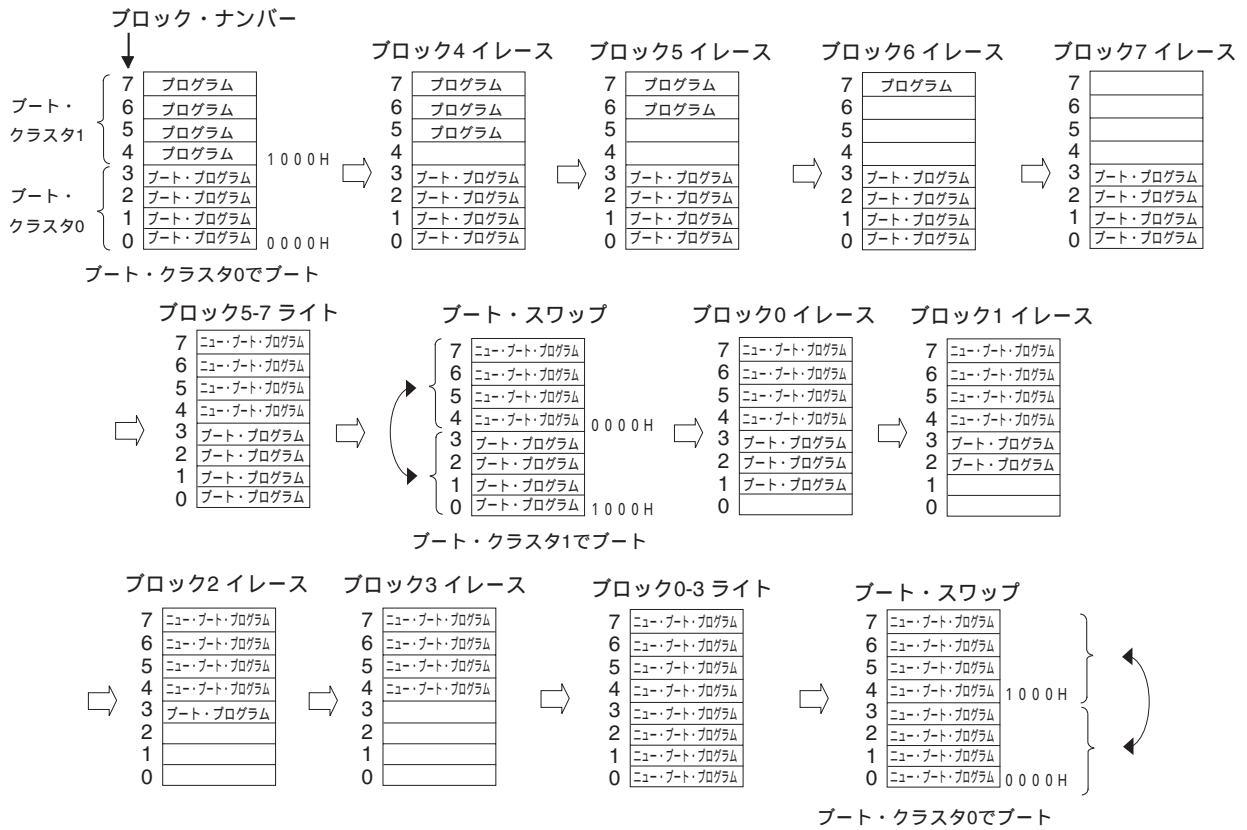 ブロック・ナンバー
ブロック4 イレース
ブロック5 イレース
ブロック6 イレース
ブロック7 イレース
ブート・クラスタ1
ブート・クラスタ0
7 プログラム
6 プログラム
5 プログラム
4 プログラム
1000H
3 ブート・プログラム
2 ブート・プログラム
1 ブート・プログラム
0 ブート・プログラム
0000H
ブート・クラスタ0でブート
7 プログラム
6 プログラム
5 プログラム
4
3 ブート・プログラム
2 ブート・プログラム
1 ブート・プログラム
0 ブート・プログラム
7 プログラム
6 プログラム
5
4
3 ブート・プログラム
2 ブート・プログラム
1 ブート・プログラム
0 ブート・プログラム
7 プログラム
6
5
4
3 ブート・プログラム
2 ブート・プログラム
1 ブート・プログラム
0 ブート・プログラム
7
6
5
4
3 ブート・プログラム
2 ブート・プログラム
1 ブート・プログラム
0 ブート・プログラム
ブロック5-7 ライト
7 ニュー・ブート・プログラム
6 ニュー・ブート・プログラム
5 ニュー・ブート・プログラム
4 ニュー・ブート・プログラム
3 ブート・プログラム
2 ブート・プログラム
1 ブート・プログラム
0 ブート・プログラム
ブート・スワップ
7 ニュー・ブート・プログラム
6 ニュー・ブート・プログラム
5 ニュー・ブート・プログラム
4 ニュー・ブート・プログラム
0000H
3 ブート・プログラム
2 ブート・プログラム
1 ブート・プログラム
0 ブート・プログラム
1000H
ブート・クラスタ1でブート
ブロック0 イレース
7 ニュー・ブート・プログラム
6 ニュー・ブート・プログラム
5 ニュー・ブート・プログラム
4 ニュー・ブート・プログラム
3 ブート・プログラム
2 ブート・プログラム
1 ブート・プログラム
0
ブロック1 イレース
7 ニュー・ブート・プログラム
6 ニュー・ブート・プログラム
5 ニュー・ブート・プログラム
4 ニュー・ブート・プログラム
3 ブート・プログラム
2 ブート・プログラム
1
0
ブロック2 イレース
7 ニュー・ブート・プログラム
6 ニュー・ブート・プログラム
5 ニュー・ブート・プログラム
4 ニュー・ブート・プログラム
3 ブート・プログラム
2
1
0
ブロック3 イレース
7 ニュー・ブート・プログラム
6 ニュー・ブート・プログラム
5 ニュー・ブート・プログラム
4 ニュー・ブート・プログラム
3
2
1
0
ブロック0-3 ライト
7 ニュー・ブート・プログラム
6 ニュー・ブート・プログラム
5 ニュー・ブート・プログラム
4 ニュー・ブート・プログラム
3 ニュー・ブート・プログラム
2 ニュー・ブート・プログラム
1 ニュー・ブート・プログラム
0 ニュー・ブート・プログラム
ブート・スワップ
7 ニュー・ブート・プログラム
6 ニュー・ブート・プログラム
5 ニュー・ブート・プログラム
4 ニュー・ブート・プログラム
1000H
3 ニュー・ブート・プログラム
2 ニュー・ブート・プログラム
1 ニュー・ブート・プログラム
0 ニュー・ブート・プログラム
0000H
ブート・クラスタ0でブート